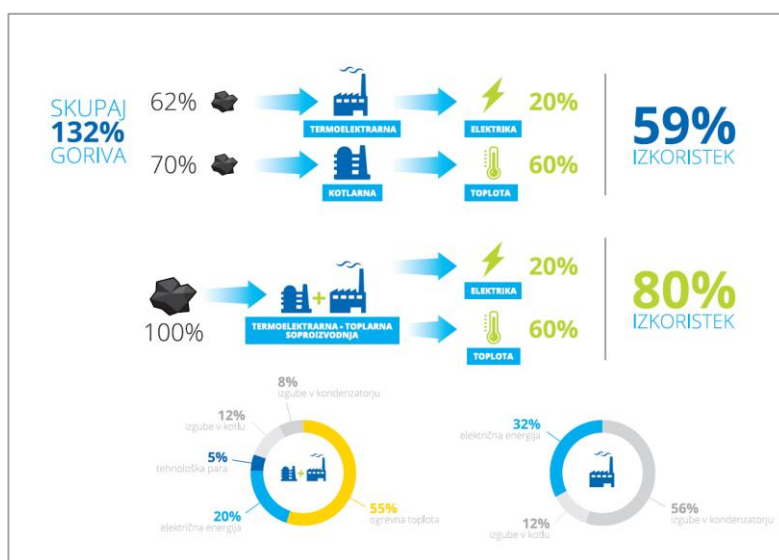 SKUPAJ
132%
GORIVA
62%
TERMOELEKTRARNA
ELEKTRIKA
20%
70%
KOTLARNA
TOPLOTA
60%
59%
IZKORISTEK
100%
TERMOELEKTRARNA - TOPLARNA
SOPROIZVODNJA
ELEKTRIKA
20%
TOPLOTA
60%
80%
IZKORISTEK
8%
izgube v kondenzatorju
12%
izgube v kotlu
5%
tehnološka para
20%
električna energija
55%
ogrevna toplota
32%
električna energija
12%
izgube v kotlu
56%
izgube v kondenzatorju